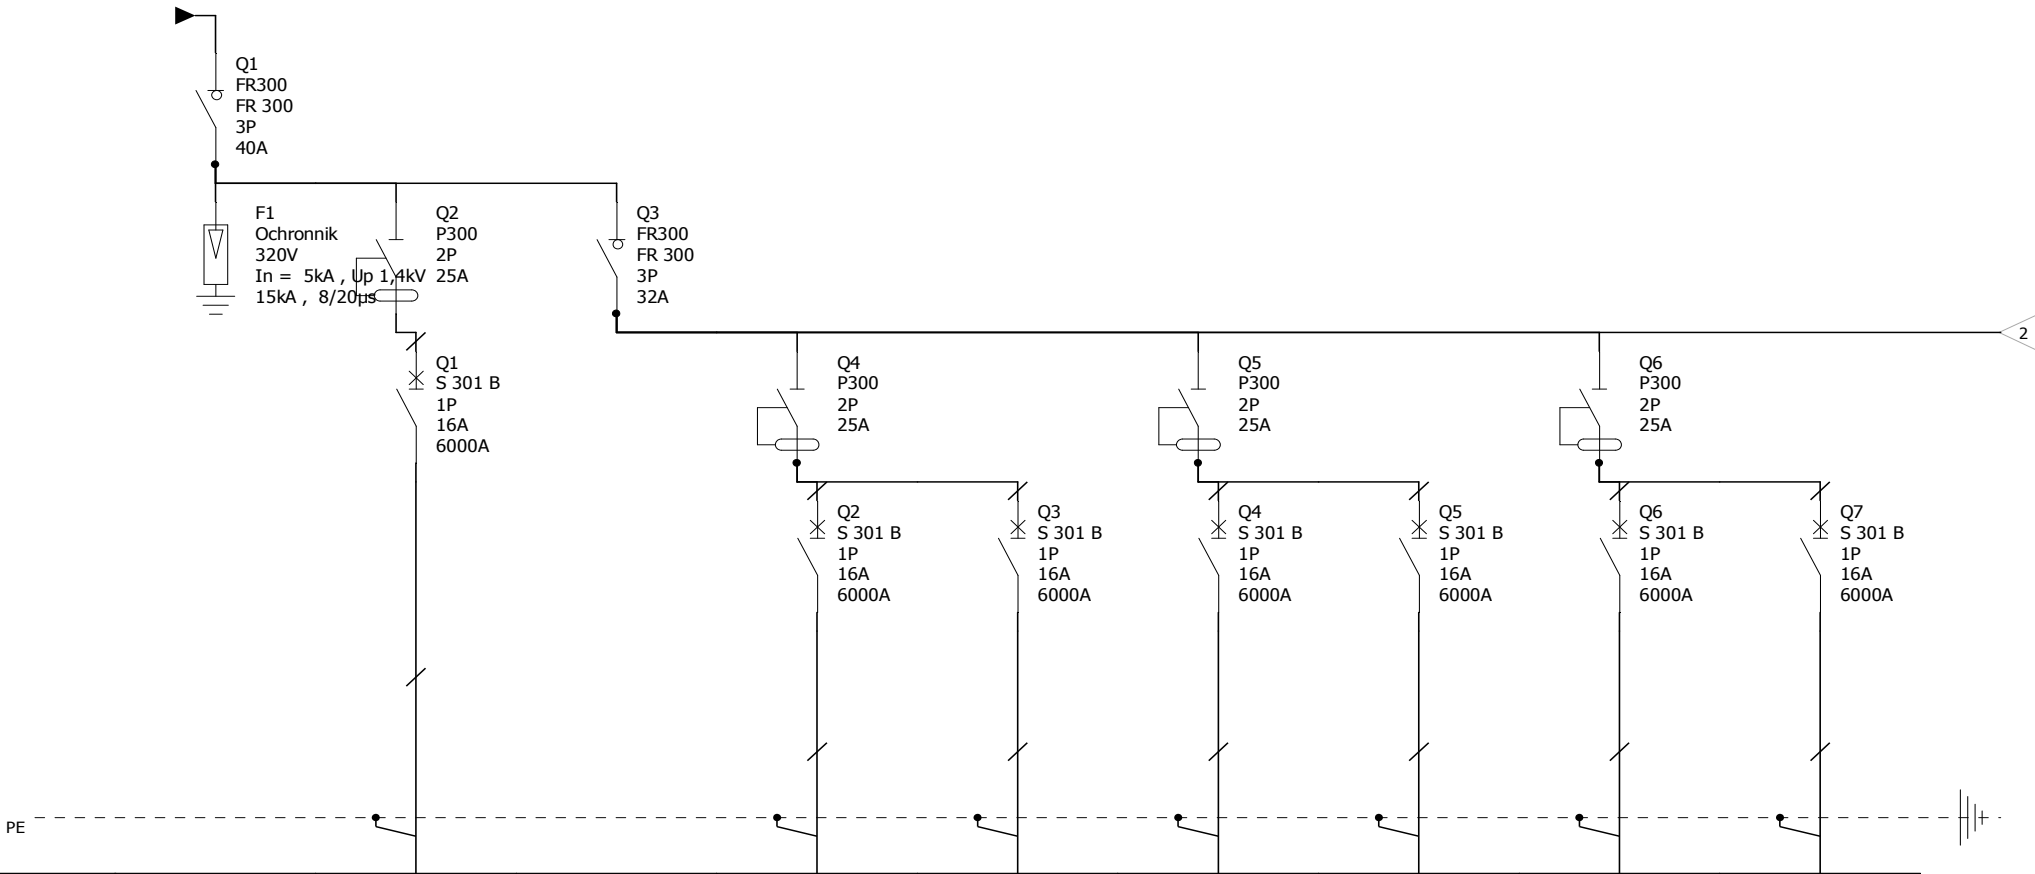 Q1
FR300
FR 300
3P
40A
F1
Ochronnik
320V
In = 5kA , Up 1,4kV
15kA , 8/20µs
Q2
P300
2P
25A
Q3
FR300
FR 300
3P
32A
2
Q1
S 301 B
1P
16A
6000A
Q4
P300
2P
25A
Q5
P300
2P
25A
Q6
P300
2P
25A
Q2
S 301 B
1P
16A
6000A
Q3
S 301 B
1P
16A
6000A
Q4
S 301 B
1P
16A
6000A
Q5
S 301 B
1P
16A
6000A
Q6
S 301 B
1P
16A
6000A
Q7
S 301 B
1P
16A
6000A
PE